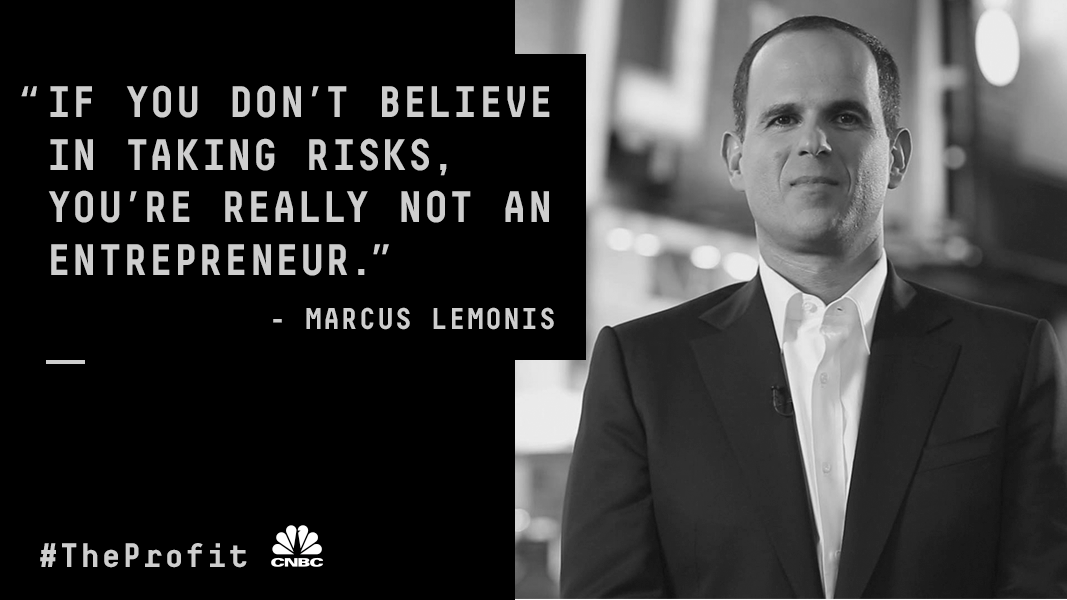 “IF YOU DON’T BELIEVE
IN TAKING RISKS,
YOU’RE REALLY NOT AN
ENTREPRENEUR.”
- MARCUS LEMONIS
#TheProfit
CNBC